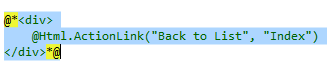 @*<div>
@Html.ActionLink("Back to List", "Index")
</div>*@